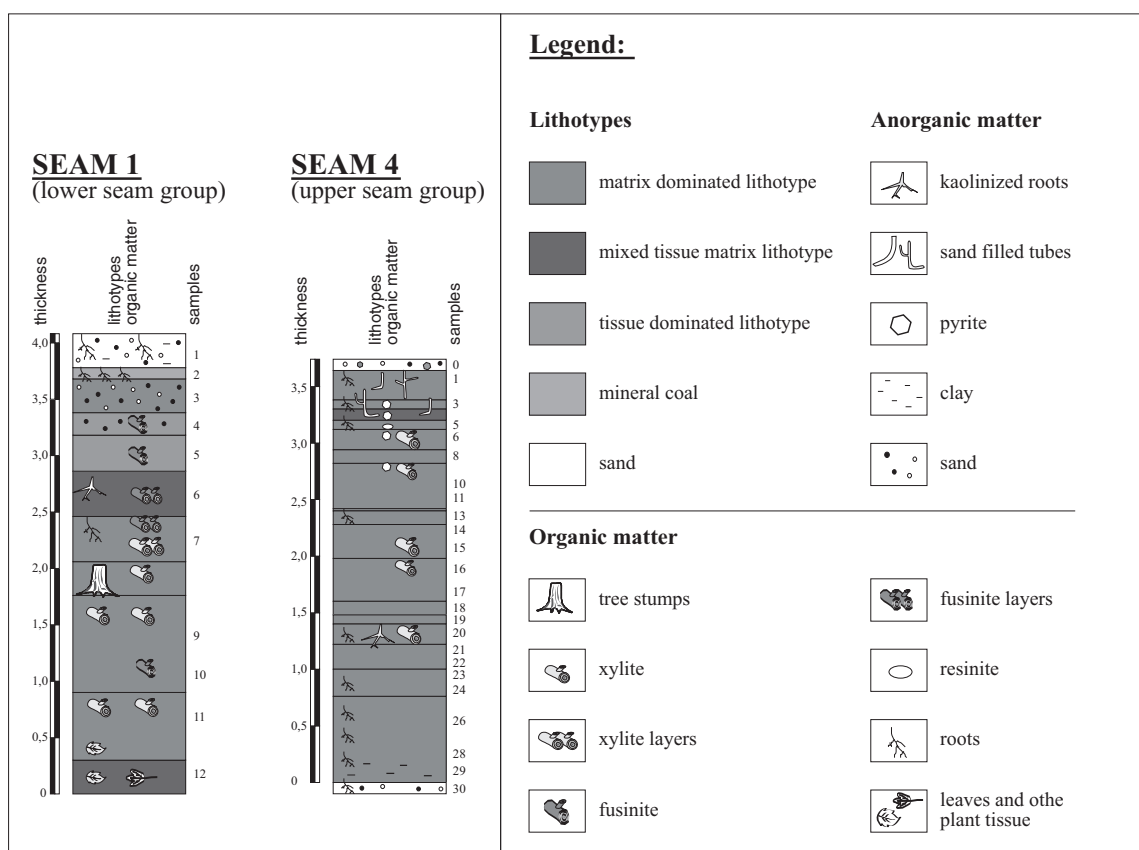 SEAM 1
(lower seam group)
thickness
lithotypes
organic matter
samples
4,0
3,5
3,0
2,5
2,0
1,5
1,0
0,5
0
1
2
3
4
5
6
7
9
10
11
12
SEAM 4
(upper seam group)
thickness
lithotypes
organic matter
samples
3,5
3,0
2,5
2,0
1,5
1,0
0,5
0
0
1
3
5
6
8
10
11
13
14
15
16
17
18
19
20
21
22
23
24
26
28
29
30
Legend:
Lithotypes
matrix dominated lithotype
mixed tissue matrix lithotype
tissue dominated lithotype
mineral coal
sand
Anorganic matter
kaolinized roots
sand filled tubes
pyrite
clay
sand
Organic matter
tree stumps
xylite
xylite layers
fusinite
fusinite layers
resinite
roots
leaves and othe
plant tissue